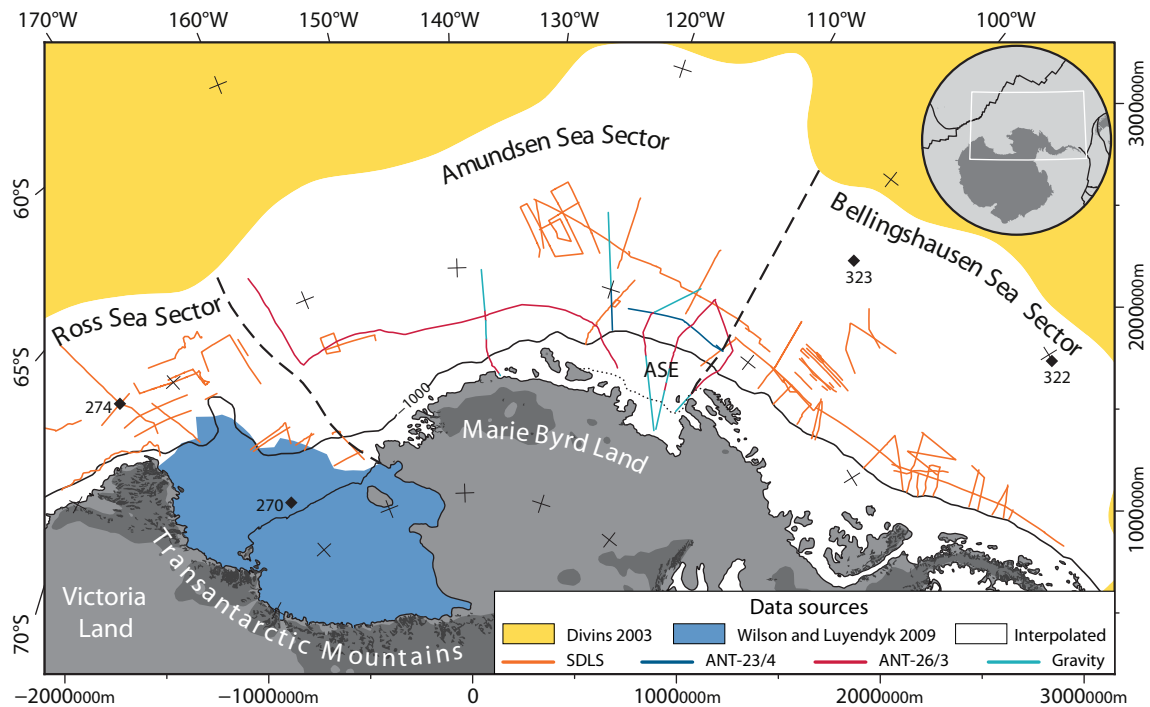 170°W 160°W 150°W 140°W 130°W 120°W 110°W 100°W
60°S
65°S
70°S
3000000m
2000000m
1000000m
Amundsen Sea Sector
Bellingshausen Sea Sector
Ross Sea Sector
323
322
274
270
ASE
-1000
Marie Byrd Land
Transantarctic Mountains
Victoria
Land
Data sources
Divins 2003 Wilson and Luyendyk 2009 Interpolated
SDLS ANT-23/4 ANT-26/3 Gravity
-2000000m -1000000m 0 1000000m 2000000m 3000000m